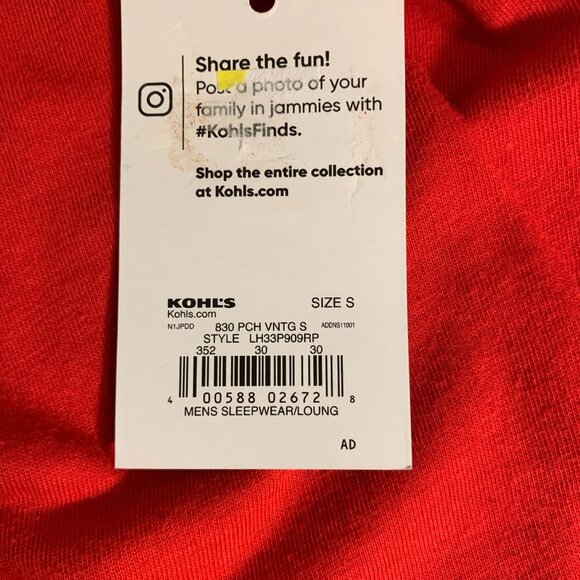 Share the fun!
Post a photo of your
family in jammies with
#KohlsFinds.
Shop the entire collection
at Kohls.com
KOHL'S SIZE S
Kohls.com
N1JPDD 830 PCH VNTG S ADDNS11001
STYLE LH33P909RP
352 30 30
4 00588 02672 8
MENS SLEEPWEAR/LOUNG
AD